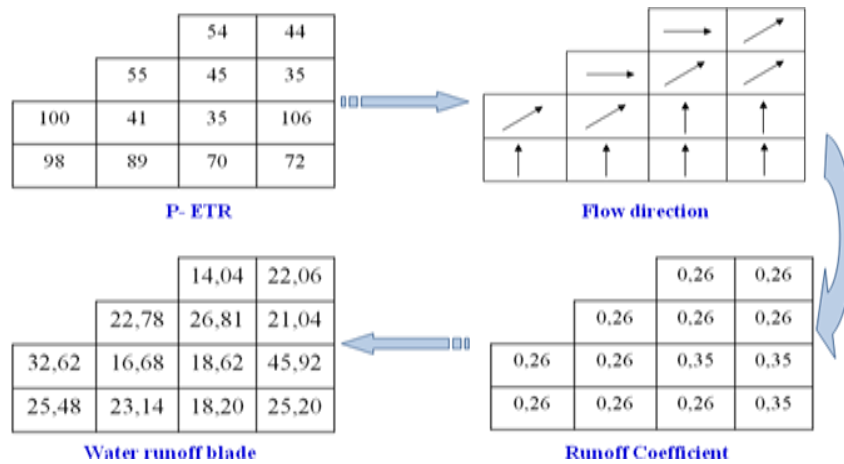 54 44
55 45 35
100 41 35 106
98 89 70 72
P- ETR
Flow direction
14,04 22,06
22,78 26,81 21,04
32,62 16,68 18,62 45,92
25,48 23,14 18,20 25,20
Water runoff blade
0,26 0,26
0,26 0,26 0,26
0,26 0,26 0,35 0,35
0,26 0,26 0,26 0,35
Runoff Coefficient